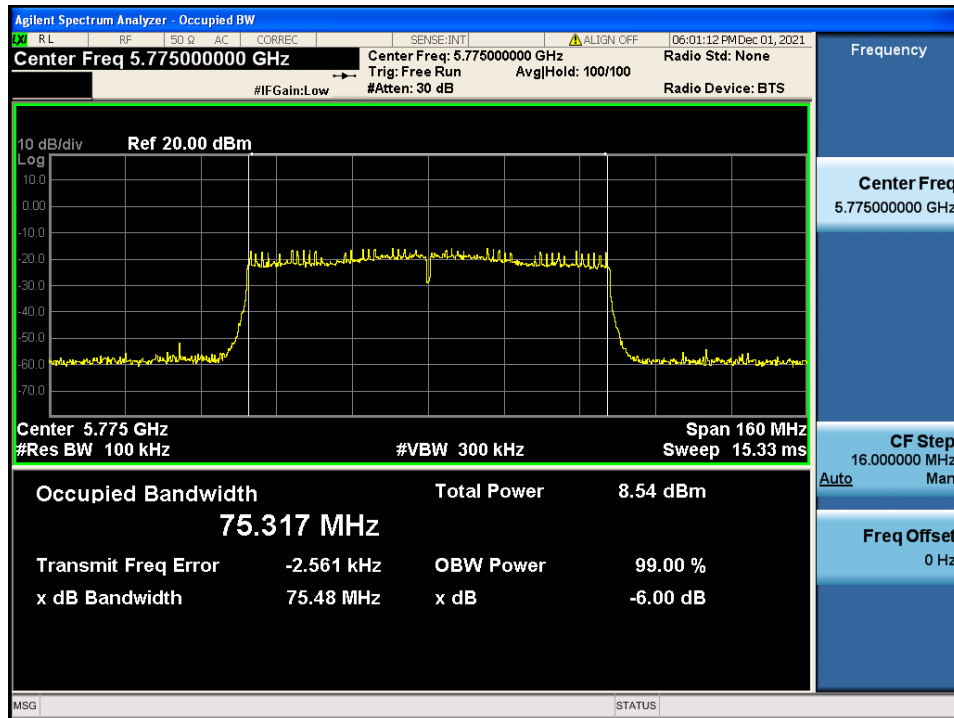 Agilent Spectrum Analyzer - Occupied BW
LXI RL RF 50 Ω AC CORREC SENSE:INT ALIGN OFF 06:01:12 PM Dec 01, 2021
Center Freq 5.775000000 GHz
#IFGain:Low
Center Freq: 5.775000000 GHz
Trig: Free Run Avg|Hold: 100/100
#Atten: 30 dB
Radio Std: None
Radio Device: BTS
10 dB/div Ref 20.00 dBm
Log
10.0
0.00
-10.0
-20.0
-30.0
-40.0
-50.0
-60.0
-70.0
Center 5.775 GHz Span 160 MHz
#Res BW 100 kHz #VBW 300 kHz Sweep 15.33 ms
Occupied Bandwidth Total Power 8.54 dBm
75.317 MHz
Transmit Freq Error -2.561 kHz OBW Power 99.00 %
x dB Bandwidth 75.48 MHz x dB -6.00 dB
Frequency
Center Freq
5.775000000 GHz
CF Step
16.000000 MHz
Auto Man
Freq Offset
0 Hz
MSG STATUS